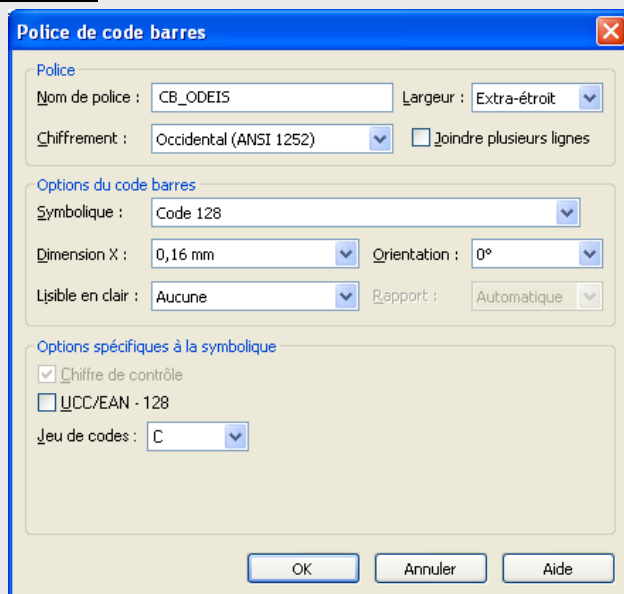 Police de code barres
Police
Nom de police : CB_ODEIS Largeur : Extra-étroit
Chiffrement : Occidental (ANSI 1252) Joindre plusieurs lignes
Options du code barres
Symbolique : Code 128
Dimension X : 0,16 mm Orientation : 0°
Lisible en clair : Aucune Rapport : Automatique
Options spécifiques à la symbolique
Chiffre de contrôle
UCC/EAN - 128
Jeu de codes : C
OK Annuler Aide